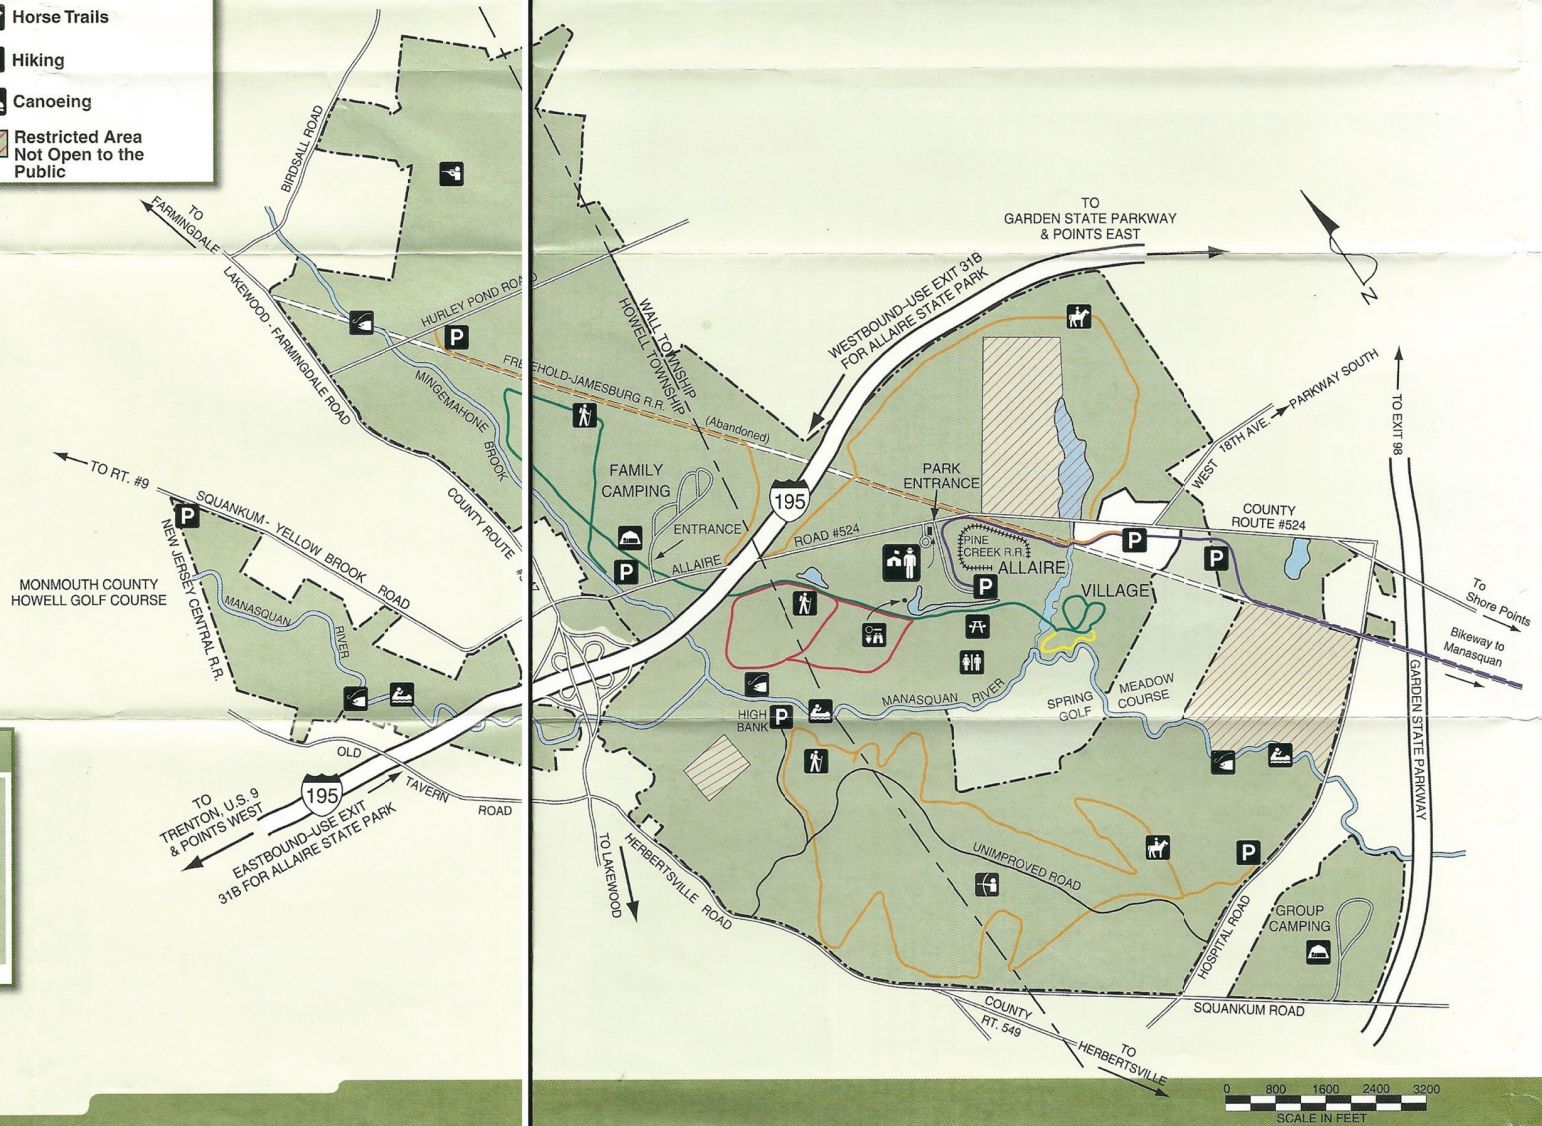 Horse Trails
Hiking
Canoeing
Restricted Area
Not Open to the
Public
BIRDSALL ROAD
TO
FARMINGDALE
LAKEWOOD - FARMINGDALE ROAD
HURLEY POND ROAD
P
MINGEMAHONE
BROOK
FREEHOLD-JAMESBURG R.R.
(Abandoned)
WALL TOWNSHIP
HOWELL TOWNSHIP
TO
GARDEN STATE PARKWAY
& POINTS EAST
WESTBOUND–USE EXIT 31B
FOR ALLAIRE STATE PARK
N
TO RT. #9
P
SQUANKUM - YELLOW BROOK ROAD
NEW JERSEY CENTRAL R.R.
MONMOUTH COUNTY
HOWELL GOLF COURSE
MANASQUAN
RIVER
COUNTY ROUTE
FAMILY
CAMPING
ENTRANCE
P
195
ALLAIRE
ROAD #524
PARK
ENTRANCE
PINE
CREEK R.R.
ALLAIRE
P
VILLAGE
P
P
WEST 18TH AVE.
PARKWAY SOUTH
TO EXIT 98
COUNTY
ROUTE #524
To
Shore Points
Bikeway to
Manasquan
GARDEN STATE PARKWAY
MANASQUAN RIVER
SPRING
GOLF
MEADOW
COURSE
HIGH
BANK
P
OLD
TAVERN
ROAD
195
TO
TRENTON, U.S. 9
& POINTS WEST
EASTBOUND–USE EXIT
31B FOR ALLAIRE STATE PARK
TO LAKEWOOD
HERBERTSVILLE ROAD
UNIMPROVED ROAD
P
HOSPITAL ROAD
GROUP
CAMPING
SQUANKUM ROAD
COUNTY
RT. 549
TO
HERBERTSVILLE
0 800 1600 2400 3200
SCALE IN FEET